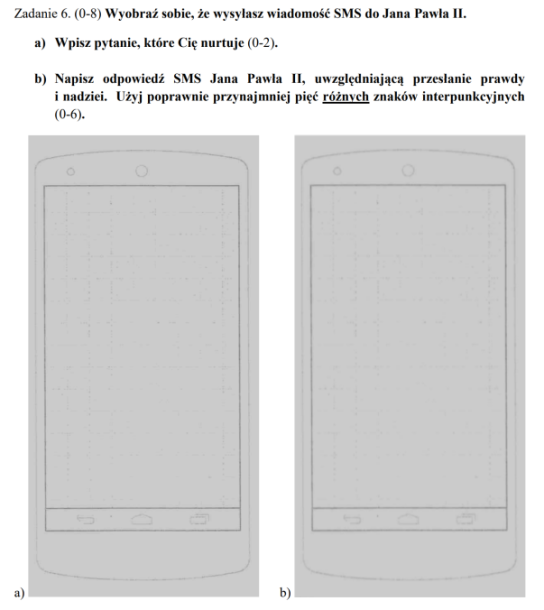 Zadanie 6. (0-8) Wyobraź sobie, że wysyłasz wiadomość SMS do Jana Pawła II.
a) Wpisz pytanie, które Cię nurtuje (0-2).
b) Napisz odpowiedź SMS Jana Pawła II, uwzględniającą przesłanie prawdy
i nadziei. Użyj poprawnie przynajmniej pięć różnych znaków interpunkcyjnych
(0-6).
a)
b)